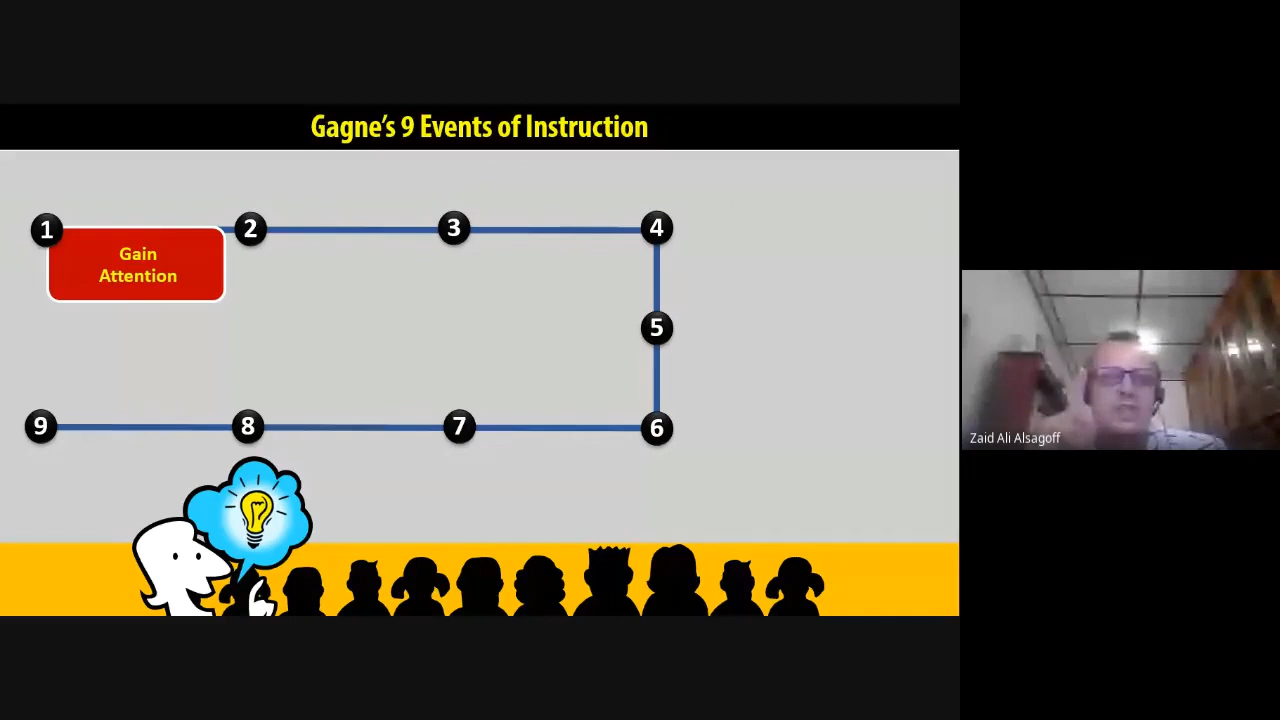 Gagne's 9 Events of Instruction
1
2
3
4
Gain
Attention
5
9
8
7
6
Zaid Ali Alsagoff